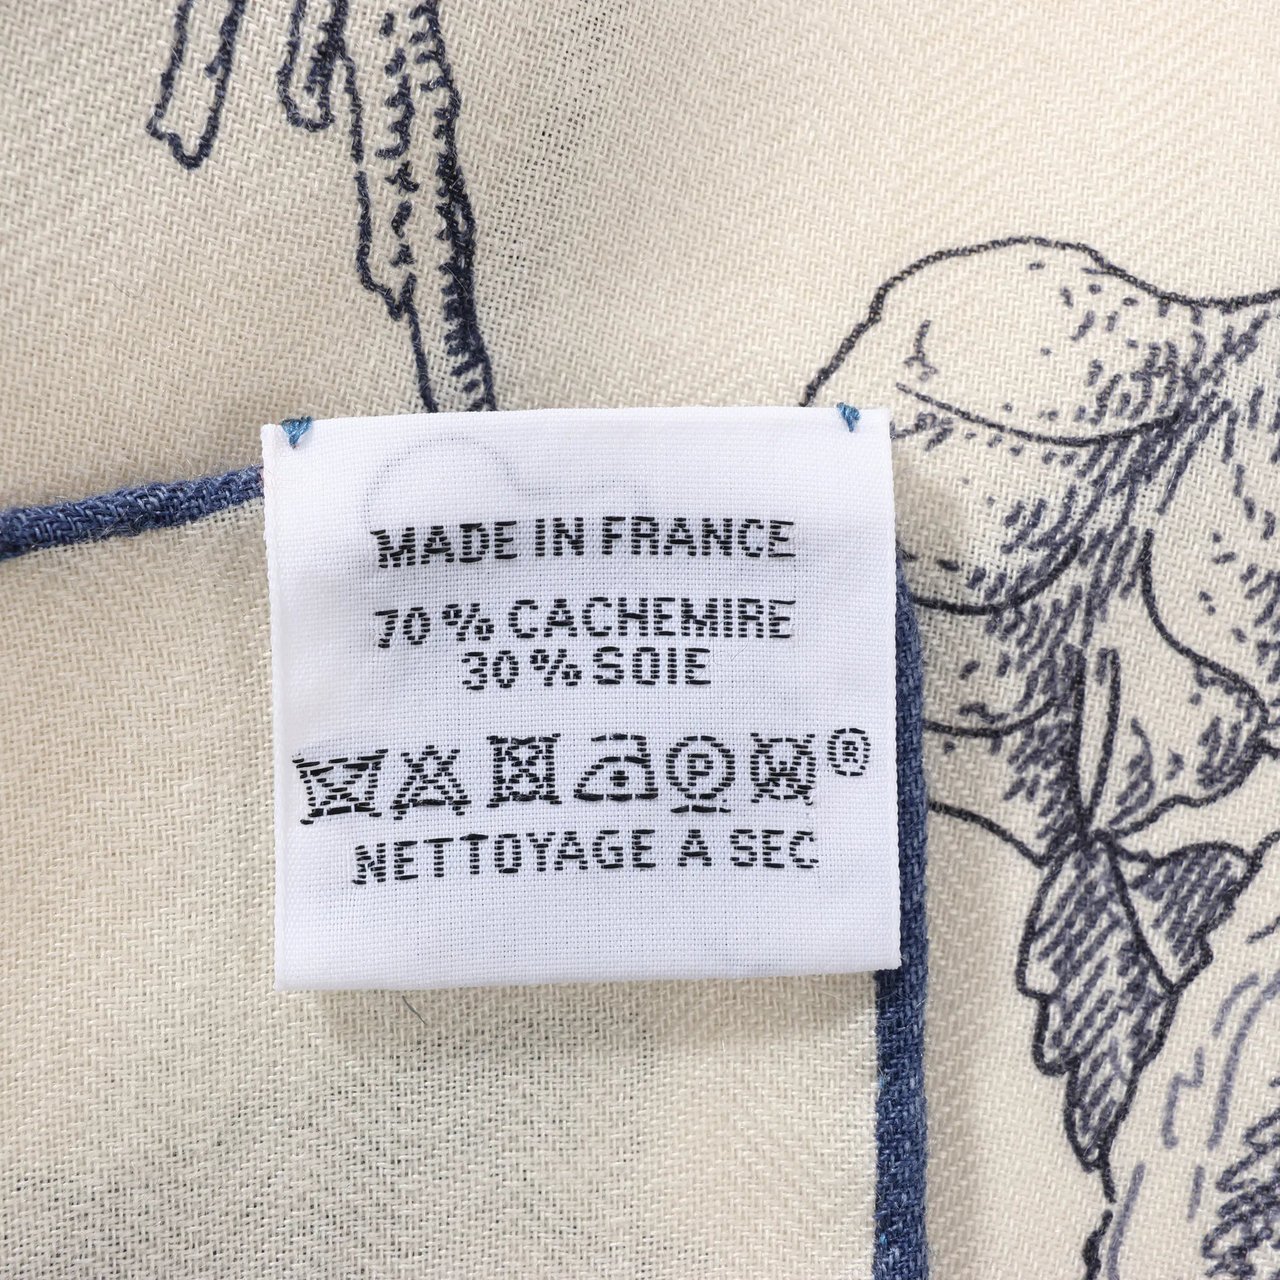 MADE IN FRANCE
70% CACHEMIRE
30% SOIE
P W ®
NETTOYAGE A SEC